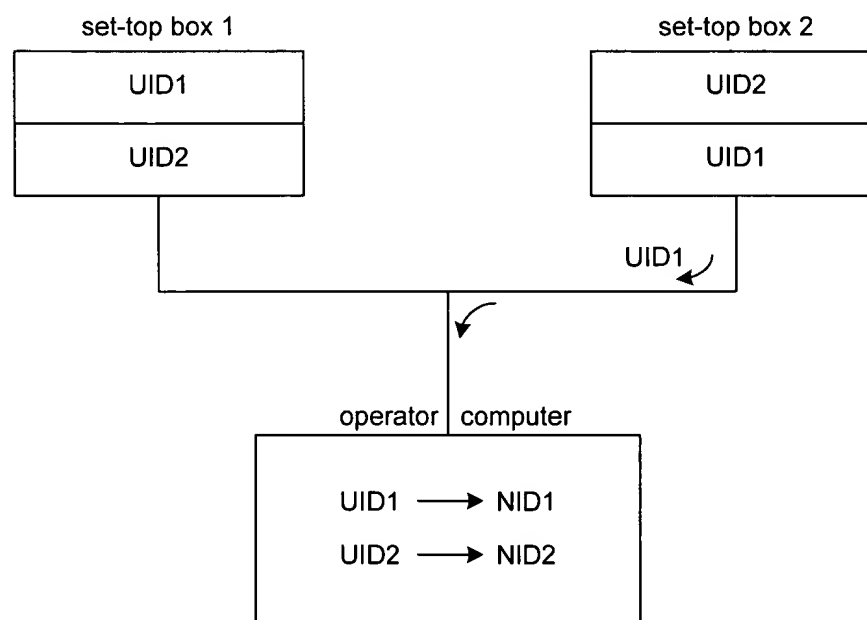 set-top box 1
set-top box 2
UID1
UID2
UID2
UID1
UID1
operator computer
UID1 → NID1
UID2 → NID2